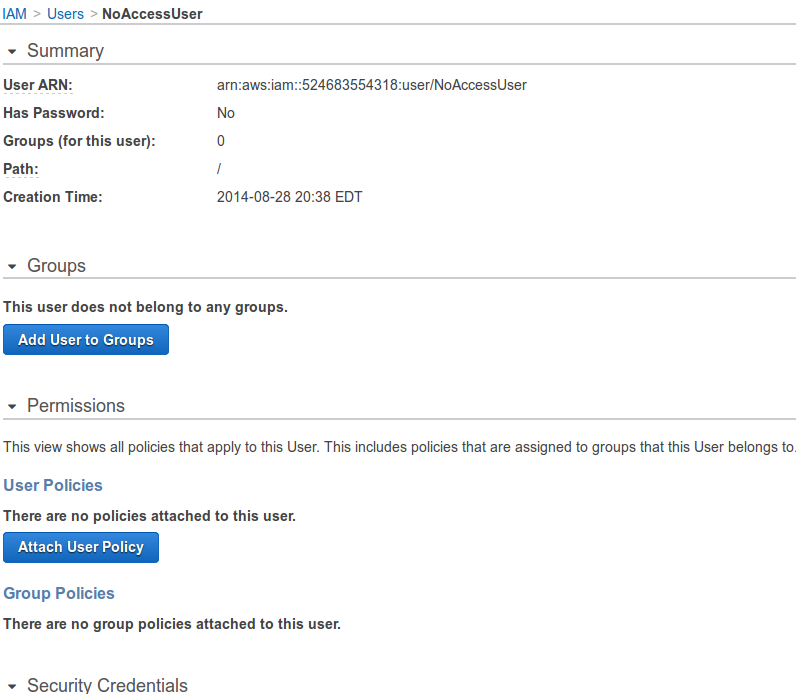 IAM > Users > NoAccessUser
Summary
User ARN: arn:aws:iam::524683554318:user/NoAccessUser
Has Password: No
Groups (for this user): 0
Path: /
Creation Time: 2014-08-28 20:38 EDT
Groups
This user does not belong to any groups.
Add User to Groups
Permissions
This view shows all policies that apply to this User. This includes policies that are assigned to groups that this User belongs to.
User Policies
There are no policies attached to this user.
Attach User Policy
Group Policies
There are no group policies attached to this user.
Security Credentials